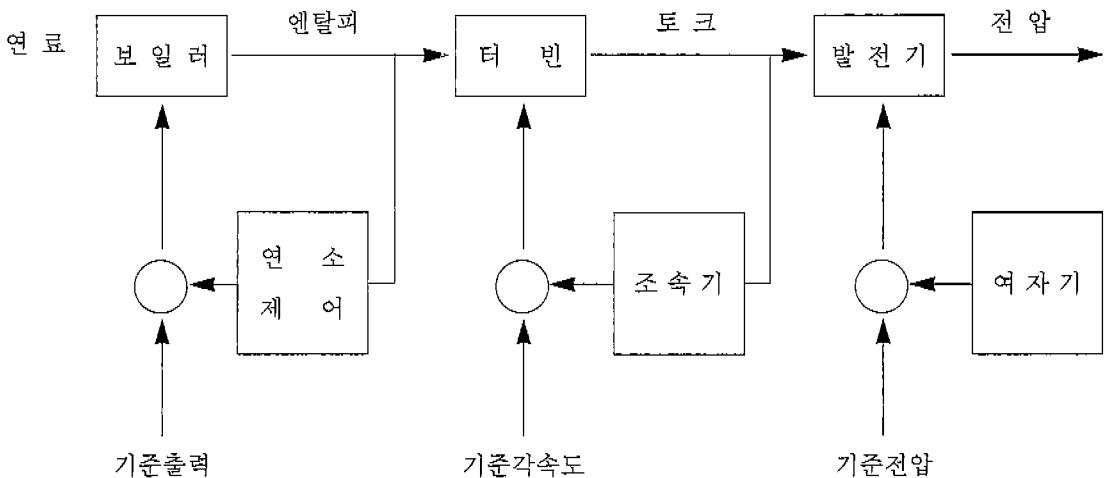 연 료
보 일 러
엔탈피
터 빈
토 크
발 전 기
전 압
연 소
제 어
조 속 기
여 자 기
기준출력
기준각속도
기준전압